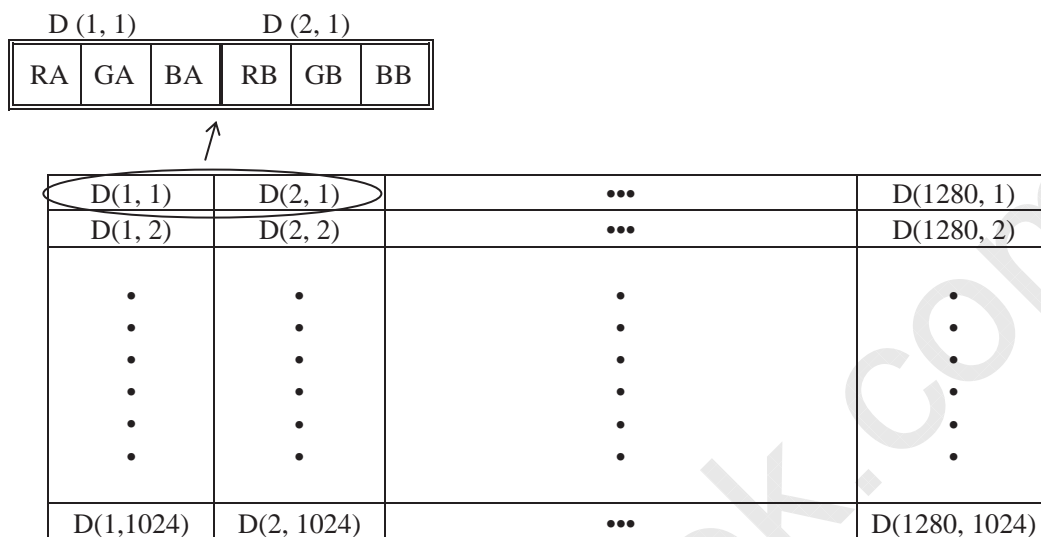 D (1, 1) D (2, 1)
RA GA BA RB GB BB
D(1, 1) D(2, 1) ••• D(1280, 1)
D(1, 2) D(2, 2) ••• D(1280, 2)
D(1,1024) D(2, 1024) ••• D(1280, 1024)